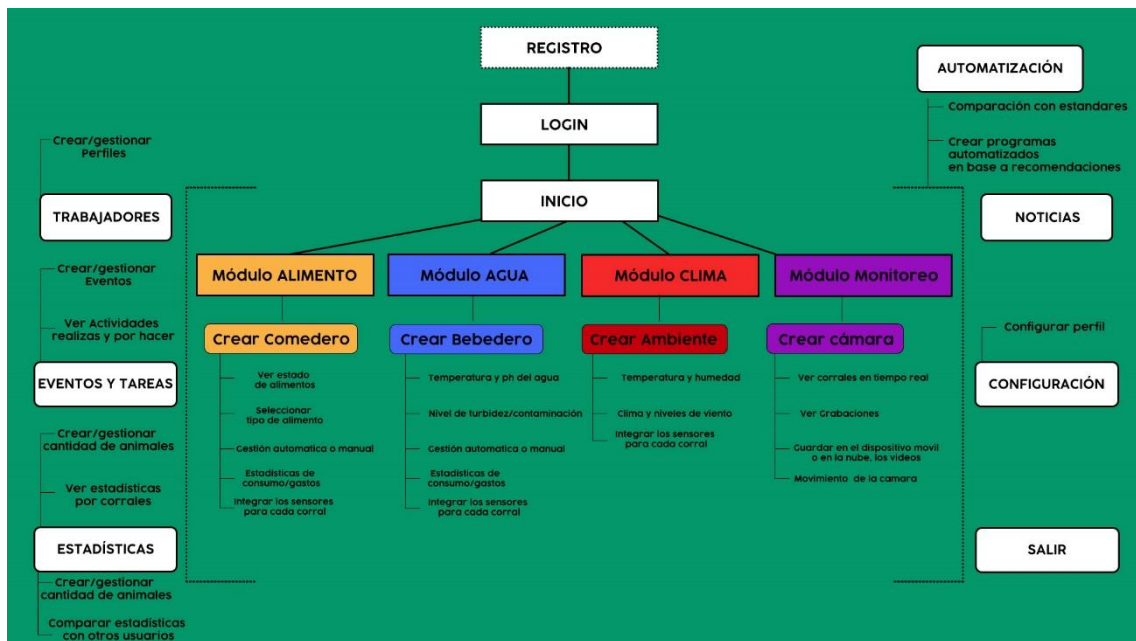 REGISTRO
LOGIN
INICIO
AUTOMATIZACIÓN
Comparación con estandares
Crear programas
automatizados
en base a recomendaciones
Crear/gestionar
Perfiles
TRABAJADORES
Crear/gestionar
Eventos
Ver Actividades
realizas y por hacer
EVENTOS Y TAREAS
Crear/gestionar
cantidad de animales
Ver estadísticas
por corrales
ESTADÍSTICAS
Crear/gestionar
cantidad de animales
Comparar estadísticas
con otros usuarios
Módulo ALIMENTO
Crear Comedero
Ver estado
de alimentos
Seleccionar
tipo de alimento
Gestión automatica o manual
Estadísticas de
consumo/gastos
Integrar los sensores
para cada corral
Módulo AGUA
Crear Bebedero
Temperatura y ph del agua
Nivel de turbidez/contaminación
Gestión automatica o manual
Estadísticas de
consumo/gastos
Integrar los sensores
para cada corral
Módulo CLIMA
Crear Ambiente
Temperatura y humedad
Clima y niveles de viento
Integrar los sensores
para cada corral
Módulo Monitoreo
Crear cámara
Ver corrales en tiempo real
Ver Grabaciones
Guardar en el dispositivo movil
o en la nube, los videos
Movimiento de la camara
NOTICIAS
Configurar perfil
CONFIGURACIÓN
SALIR